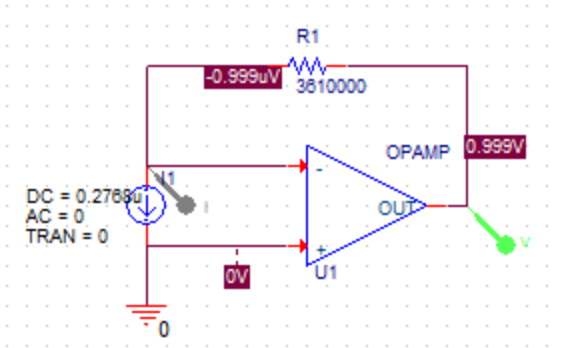 R1
-0.999uV
3610000
OPAMP
0.999V
-
I1
DC = 0.2768u
AC = 0
TRAN = 0
I
OUT
V
+
0V
U1
0